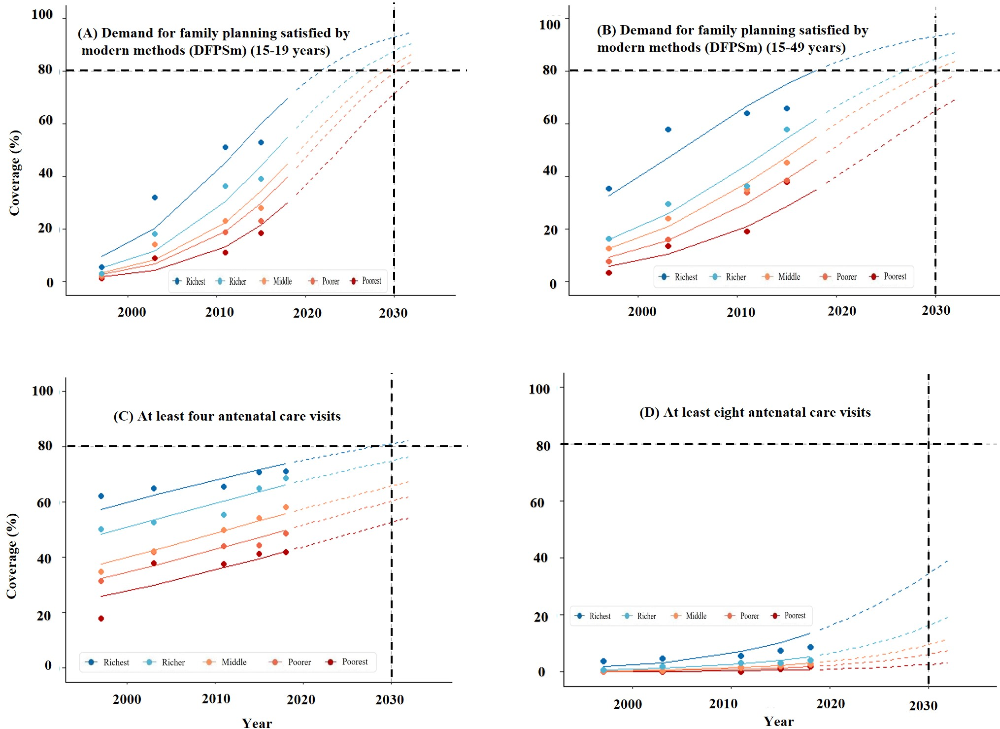 (A) Demand for family planning satisfied by
modern methods (DFPSm) (15-19 years)
100
80
60
40
20
0
Coverage (%)
Richest Richer Middle Poorer Poorest
2000 2010 2020 2030
(B) Demand for family planning satisfied by
modern methods (DFPSm) (15-49 years)
100
80
60
40
20
0
Richest Richer Middle Poorer Poorest
2000 2010 2020 2030
(C) At least four antenatal care visits
100
80
60
40
20
0
Coverage (%)
Richest Richer Middle Poorer Poorest
2000 2010 2020 2030
Year
(D) At least eight antenatal care visits
100
80
60
40
20
0
Richest Richer Middle Poorer Poorest
2000 2010 2020 2030
Year